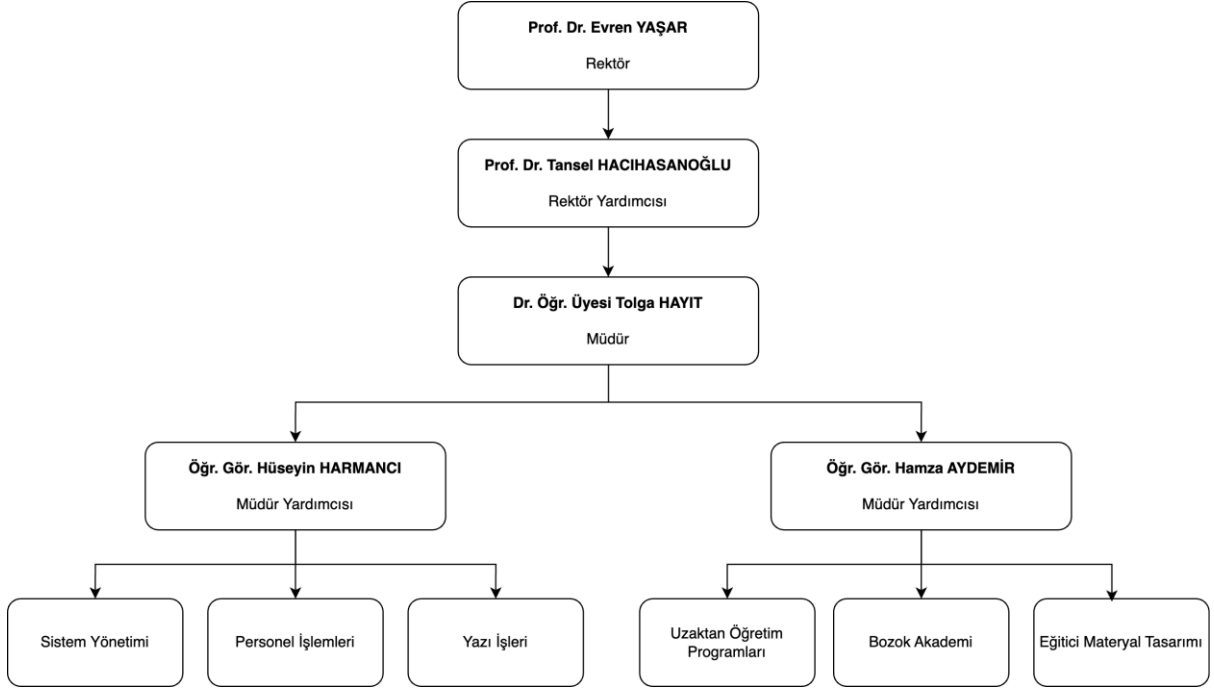 Prof. Dr. Evren YAŞAR
Rektör
Prof. Dr. Tansel HACIHASANOĞLU
Rektör Yardımcısı
Dr. Öğr. Üyesi Tolga HAYIT
Müdür
Öğr. Gör. Hüseyin HARMANCI
Müdür Yardımcısı
Öğr. Gör. Hamza AYDEMİR
Müdür Yardımcısı
Sistem Yönetimi
Personel İşlemleri
Yazı İşleri
Uzaktan Öğretim
Programları
Bozok Akademi
Eğitici Materyal Tasarımı